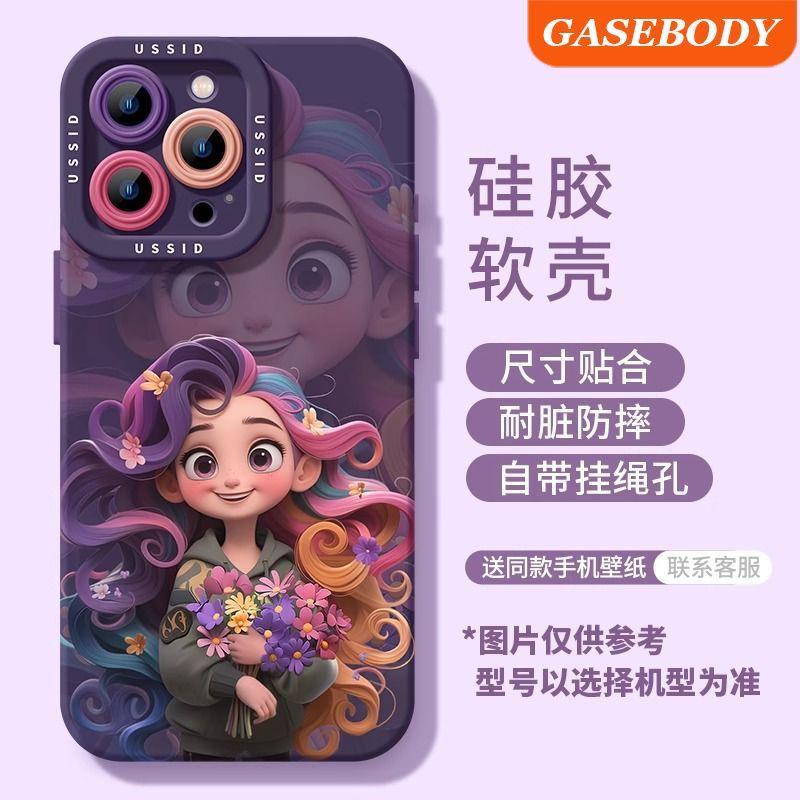 GASEBODY
USSID
USSID
USSID
USSID
硅胶
软壳
尺寸贴合
耐脏防摔
自带挂绳孔
送同款手机壁纸 联系客服
*图片仅供参考
型号以选择机型为准